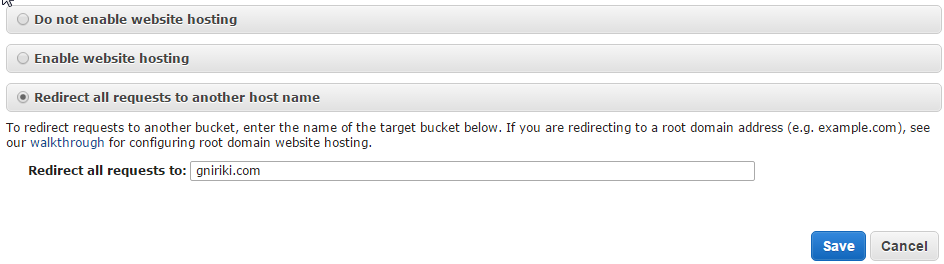 Do not enable website hosting
Enable website hosting
Redirect all requests to another host name
To redirect requests to another bucket, enter the name of the target bucket below. If you are redirecting to a root domain address (e.g. example.com), see
our walkthrough for configuring root domain website hosting.
Redirect all requests to: gniriki.com
Save Cancel